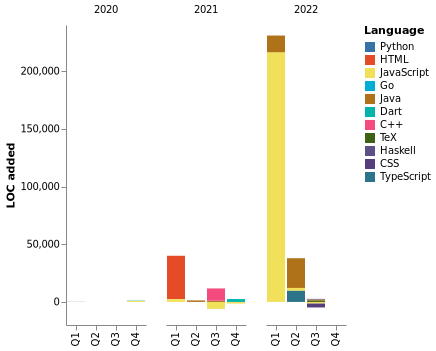 2020 2021 2022
Language
Python
HTML
JavaScript
Go
Java
Dart
C++
TeX
Haskell
CSS
TypeScript
LOC added
200,000
150,000
100,000
50,000
0
Q1 Q2 Q3 Q4 Q1 Q2 Q3 Q4 Q1 Q2 Q3 Q4